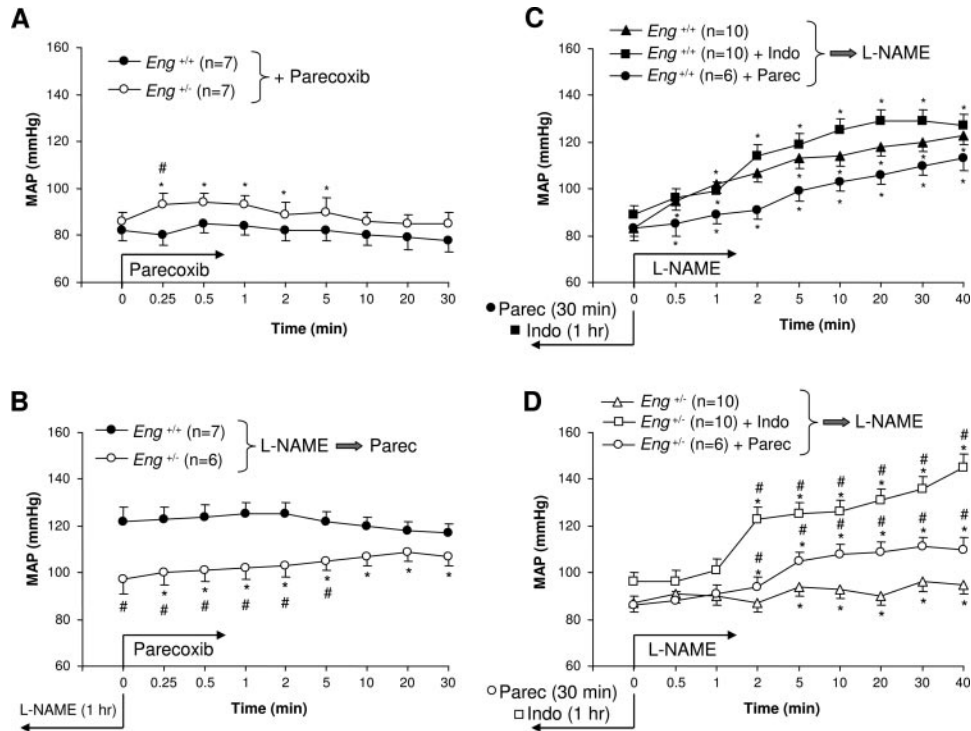 A
Eng +/+ (n=7)
Eng +/- (n=7)
+ Parecoxib
160
140
120
100
80
60
MAP (mmHg)
#
* * * * *
Parecoxib
0 0.25 0.5 1 2 5 10 20 30
Time (min)
B
Eng +/+ (n=7)
Eng +/- (n=6)
L-NAME Parec
160
140
120
100
80
60
MAP (mmHg)
* * * * * * * *
# # # # # #
Parecoxib
0 0.25 0.5 1 2 5 10 20 30
L-NAME (1 hr)
Time (min)
C
Eng +/+ (n=10)
Eng +/+ (n=10) + Indo
Eng +/+ (n=6) + Parec
L-NAME
160
140
120
100
80
60
MAP (mmHg)
* * * * * * *
* * * * * *
* * * * * * * *
L-NAME
0 0.5 1 2 5 10 20 30 40
Parec (30 min)
Indo (1 hr)
Time (min)
D
Eng +/- (n=10)
Eng +/- (n=10) + Indo
Eng +/- (n=6) + Parec
L-NAME
160
140
120
100
80
60
MAP (mmHg)
# # # # # #
* * * * * *
# # # # # #
* * * * * *
* * * * *
L-NAME
0 0.5 1 2 5 10 20 30 40
Parec (30 min)
Indo (1 hr)
Time (min)